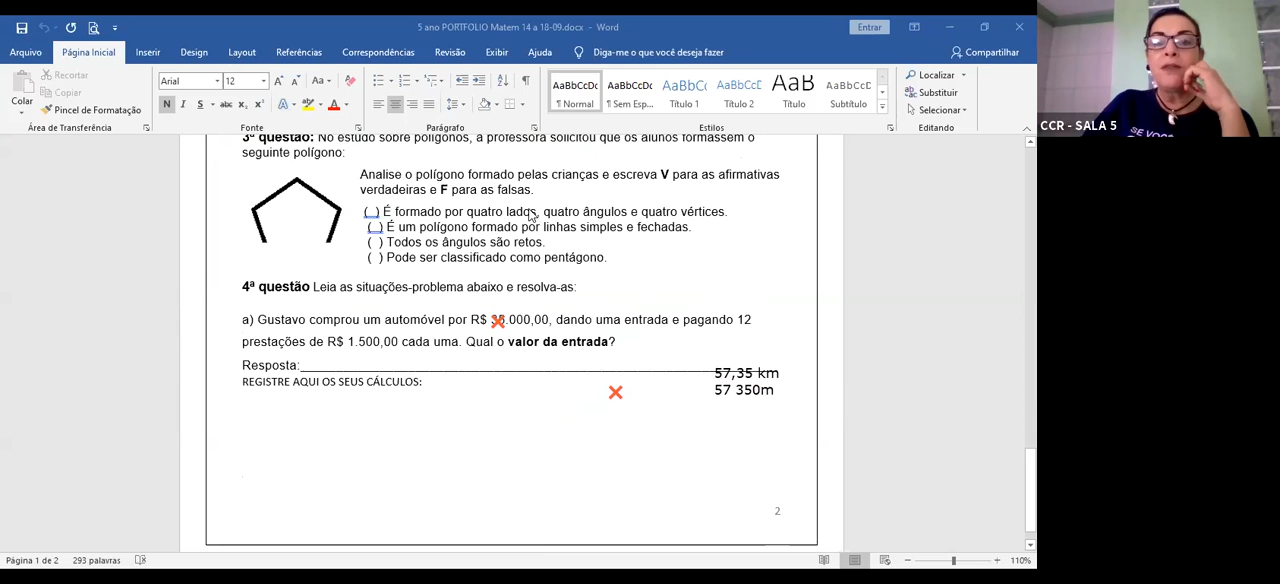 5 ano PORTFOLIO Matem 14 a 18-09.docx - Word
Entrar
Arquivo Página Inicial Inserir Design Layout Referências Correspondências Revisão Exibir Ajuda Diga-me o que você deseja fazer Compartilhar
Colar
Recortar
Copiar
Pincel de Formatação
Área de Transferência
Arial 12
Aa
N I S abc x₂ x²
Fonte
Parágrafo
AaBbCcDc AaBbCcDc AaBbC( AaBbCcE AaB AaBbCcD
¶ Normal ¶ Sem Esp... Título 1 Título 2 Título Subtítulo
Estilos
Localizar
Substituir
Selecionar
Editando
CCR - SALA 5
SE VOCÊ
3ª questão: No estudo sobre polígonos, a professora solicitou que os alunos formassem o
seguinte polígono:
Analise o polígono formado pelas crianças e escreva V para as afirmativas
verdadeiras e F para as falsas.
( ) É formado por quatro lados, quatro ângulos e quatro vértices.
( ) É um polígono formado por linhas simples e fechadas.
( ) Todos os ângulos são retos.
( ) Pode ser classificado como pentágono.
4ª questão Leia as situações-problema abaixo e resolva-as:
a) Gustavo comprou um automóvel por R$ .000,00, dando uma entrada e pagando 12
prestações de R$ 1.500,00 cada uma. Qual o valor da entrada?
Resposta:
57,35 km
REGISTRE AQUI OS SEUS CÁLCULOS:
57 350m
2
Página 1 de 2 293 palavras 110%